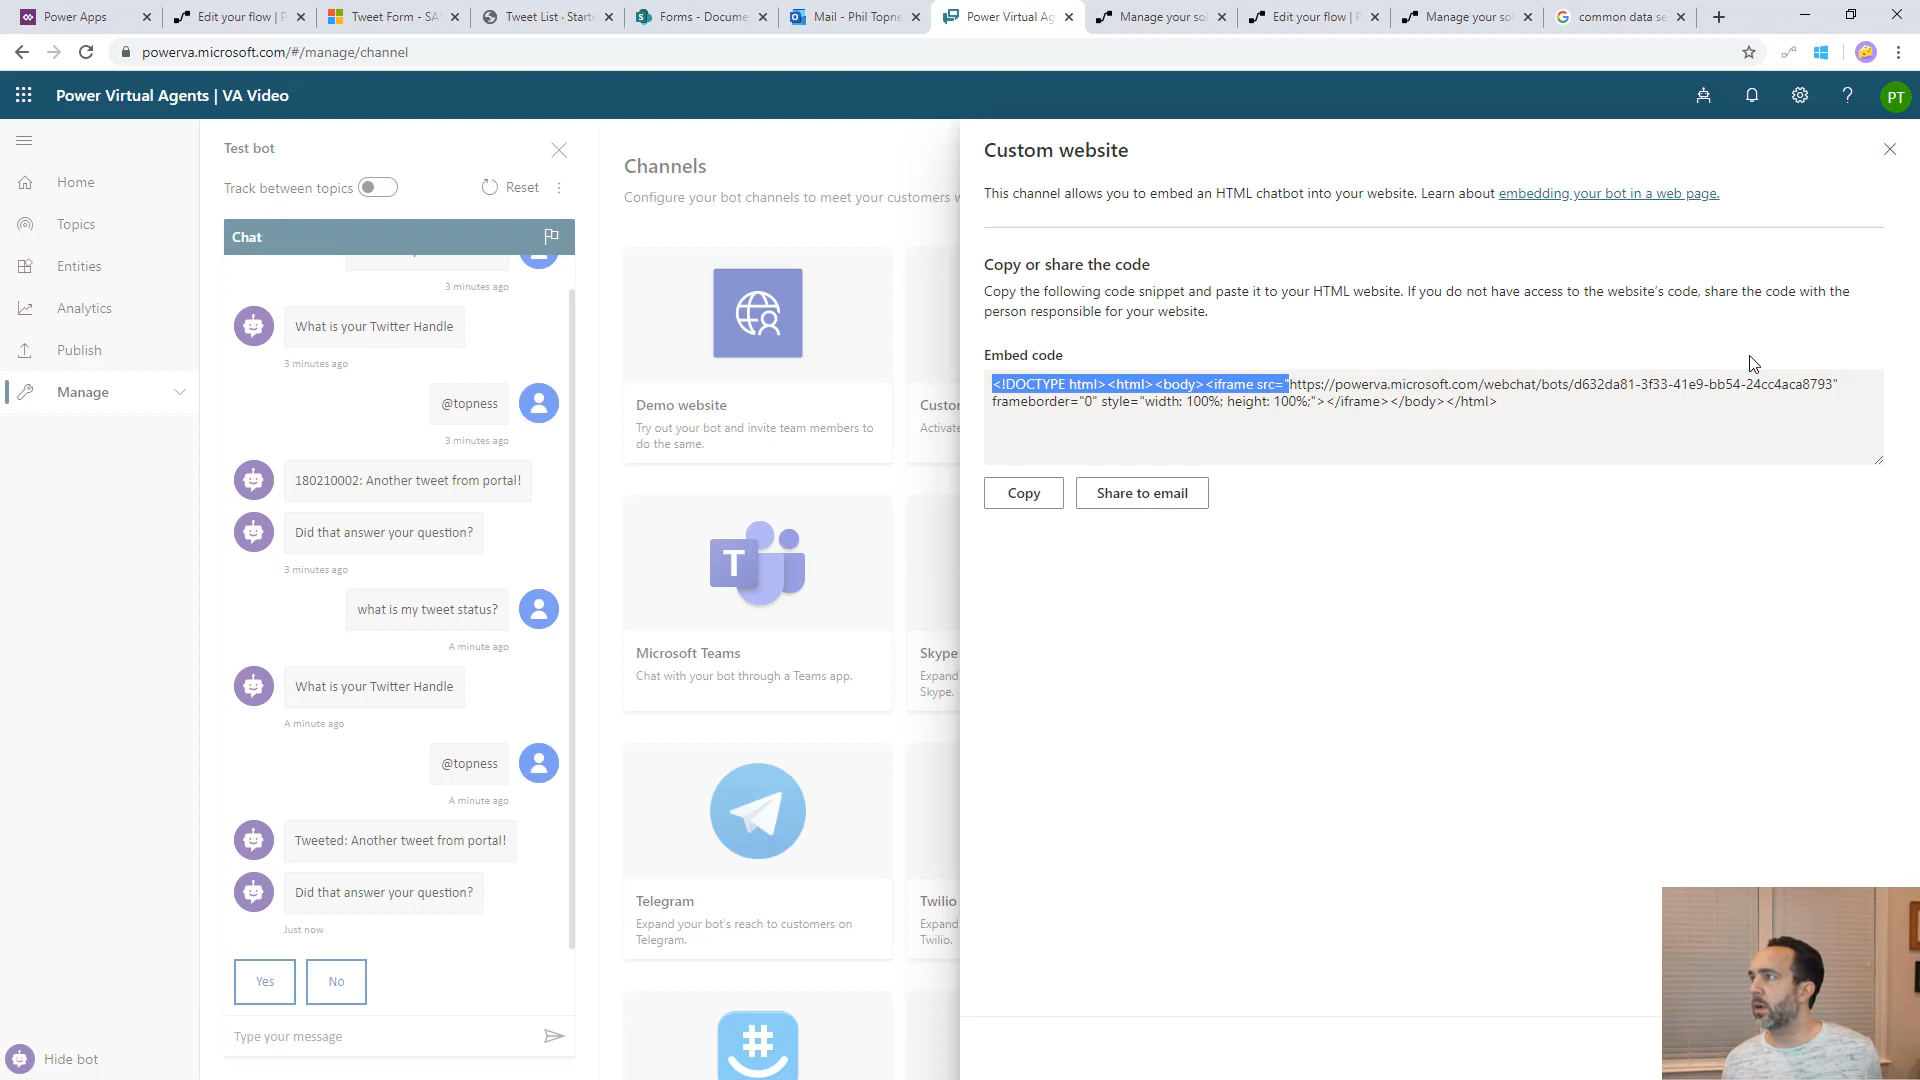 Power Apps
Edit your flow | P
Tweet Form - SA
Tweet List · Start
Forms - Docume
Mail - Phil Topne
Power Virtual Ag
Manage your sol
Edit your flow | P
Manage your sol
common data se
powerva.microsoft.com/#/manage/channel
Power Virtual Agents | VA Video
PT
Home
Topics
Entities
Analytics
Publish
Manage
Hide bot
Test bot
Track between topics
Reset
Chat
3 minutes ago
What is your Twitter Handle
3 minutes ago
@topness
3 minutes ago
180210002: Another tweet from portal!
Did that answer your question?
3 minutes ago
what is my tweet status?
A minute ago
What is your Twitter Handle
A minute ago
@topness
A minute ago
Tweeted: Another tweet from portal!
Did that answer your question?
Just now
Yes
No
Type your message
Channels
Configure your bot channels to meet your customers w
Demo website
Try out your bot and invite team members to
do the same.
Custo
Activate
T
Microsoft Teams
Chat with your bot through a Teams app.
Skype
Expand
Skype.
Telegram
Expand your bot's reach to customers on
Telegram.
Twilio
Expand
Twilio.
Custom website
This channel allows you to embed an HTML chatbot into your website. Learn about embedding your bot in a web page.
Copy or share the code
Copy the following code snippet and paste it to your HTML website. If you do not have access to the website's code, share the code with the
person responsible for your website.
Embed code
<!DOCTYPE html><html><body><iframe src="https://powerva.microsoft.com/webchat/bots/d632da81-3f33-41e9-bb54-24cc4aca8793"
frameborder="0" style="width: 100%; height: 100%;"></iframe></body></html>
Copy
Share to email